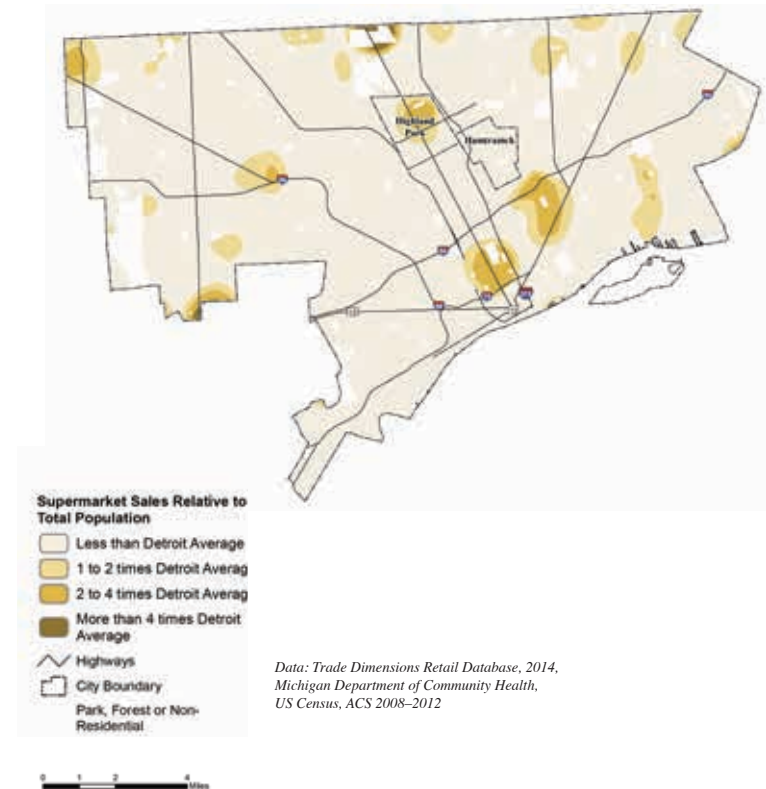 Highland
Park
Hamtramck
Supermarket Sales Relative to
Total Population
Less than Detroit Average
1 to 2 times Detroit Averag
2 to 4 times Detroit Averag
More than 4 times Detroit
Average
Highways
City Boundary
Park, Forest or Non-
Residential
Data: Trade Dimensions Retail Database, 2014,
Michigan Department of Community Health,
US Census, ACS 2008–2012
0 1 2 4
Miles